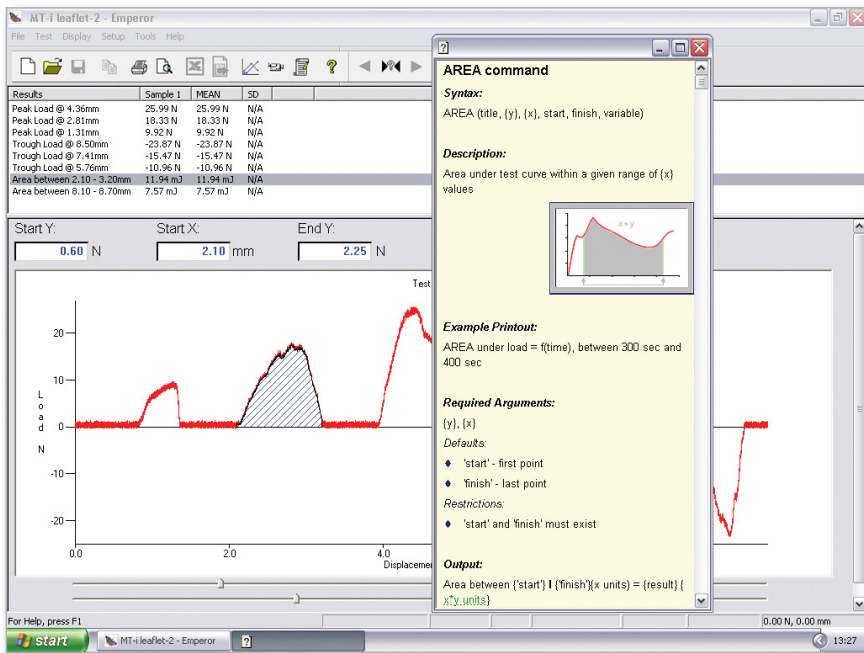 MT-i leaflet-2 - Emperor
File Test Display Setup Tools Help
Results Sample 1 MEAN SD
Peak Load @ 4.36mm 25.99 N 25.99 N N/A
Peak Load @ 2.81mm 18.33 N 18.33 N N/A
Peak Load @ 1.31mm 9.92 N 9.92 N N/A
Trough Load @ 8.50mm -23.87 N -23.87 N N/A
Trough Load @ 7.41mm -15.47 N -15.47 N N/A
Trough Load @ 5.76mm -10.96 N -10.96 N N/A
Area between 2.10 - 3.20mm 11.94 mJ 11.94 mJ N/A
Area between 8.10 - 8.70mm 7.57 mJ 7.57 mJ N/A
Start Y: Start X: End Y:
0.60 N 2.10 mm 2.25 N
Test
20
10
0
-10
-20
Load N
0.0 2.0 4.0
Displaceme
AREA command
Syntax:
AREA (title, {y}, {x}, start, finish, variable)
Description:
Area under test curve within a given range of {x}
values
x*y
Example Printout:
AREA under load = f(time), between 300 sec and
400 sec
Required Arguments:
{y}, {x}
Defaults:
'start' - first point
'finish' - last point
Restrictions:
'start' and 'finish' must exist
Output:
Area between {'start'} I {'finish'}{x units) = {result} {
x*y units}
For Help, press F1
0.00 N, 0.00 mm
start
MT-i leaflet-2 - Emperor
13:27